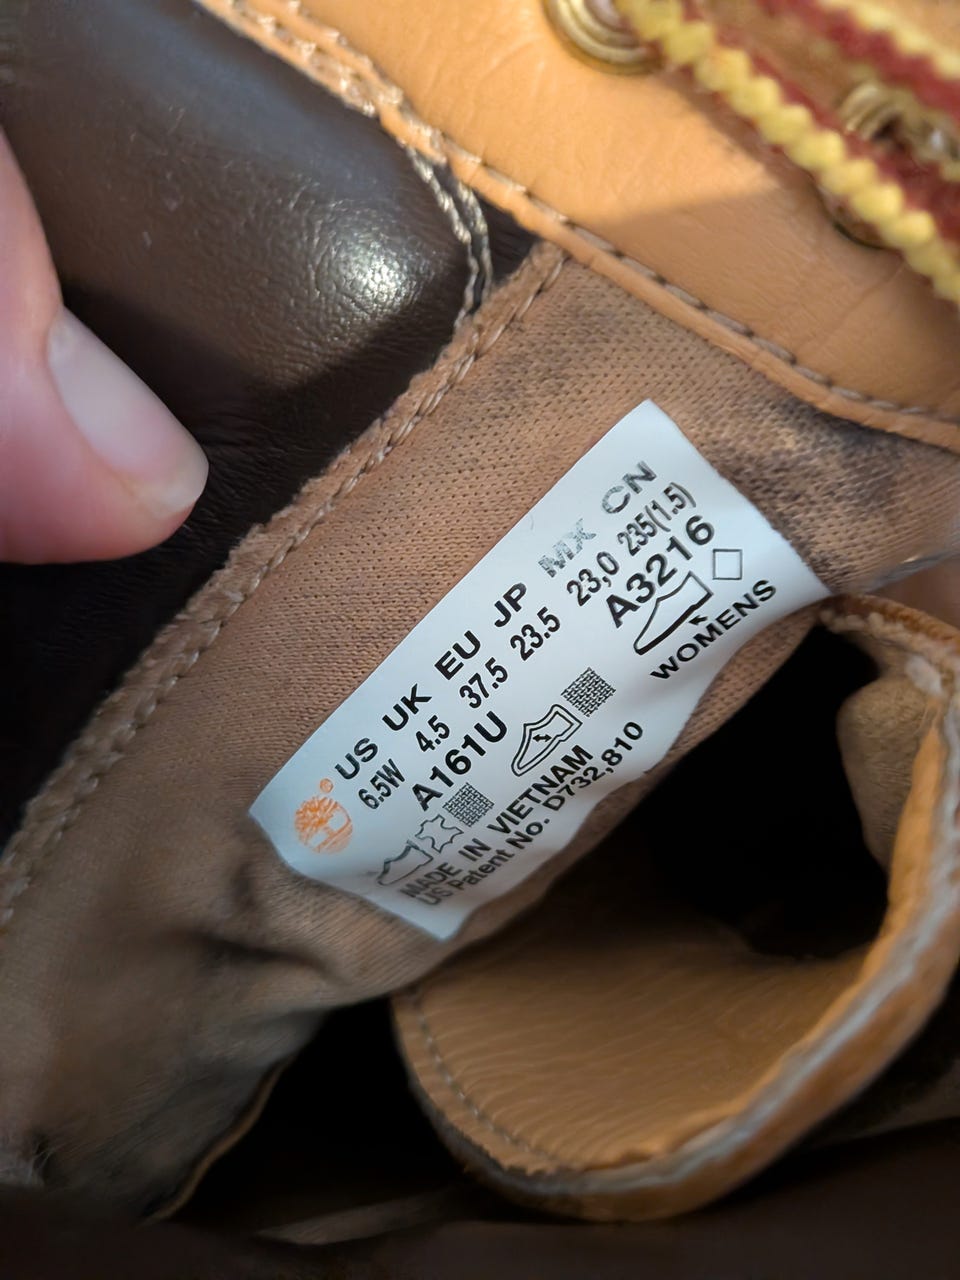 US UK EU JP MX CN
6.5W 4.5 37.5 23.5 23,0 235(1.5)
A161U A3216
WOMENS
MADE IN VIETNAM
US Patent No. D732,810